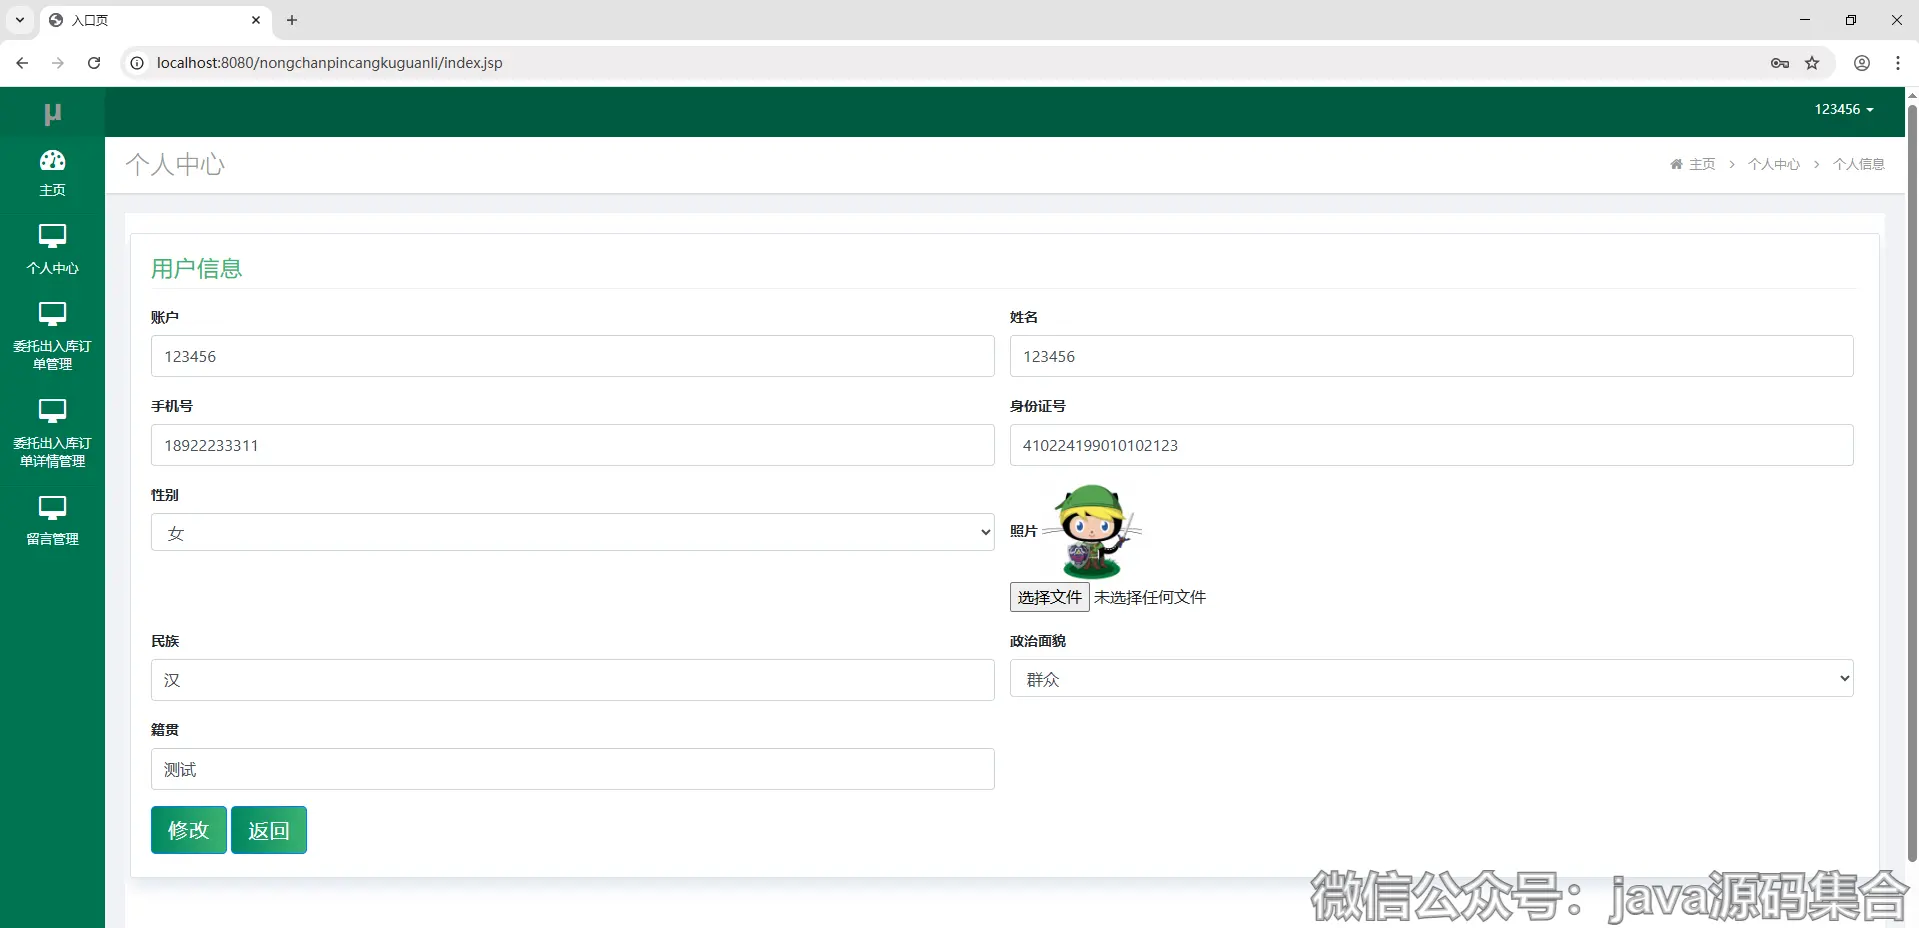 入口页
localhost:8080/nongchanpincangkuguanli/index.jsp
µ
123456
主页
个人中心
委托出入库订
单管理
委托出入库订
单详情管理
留言管理
个人中心
主页 > 个人中心 > 个人信息
用户信息
账户
123456
姓名
123456
手机号
18922233311
身份证号
410224199010102123
性别
女
照片
选择文件 未选择任何文件
民族
汉
政治面貌
群众
籍贯
测试
修改 返回
微信公众号：java源码集合